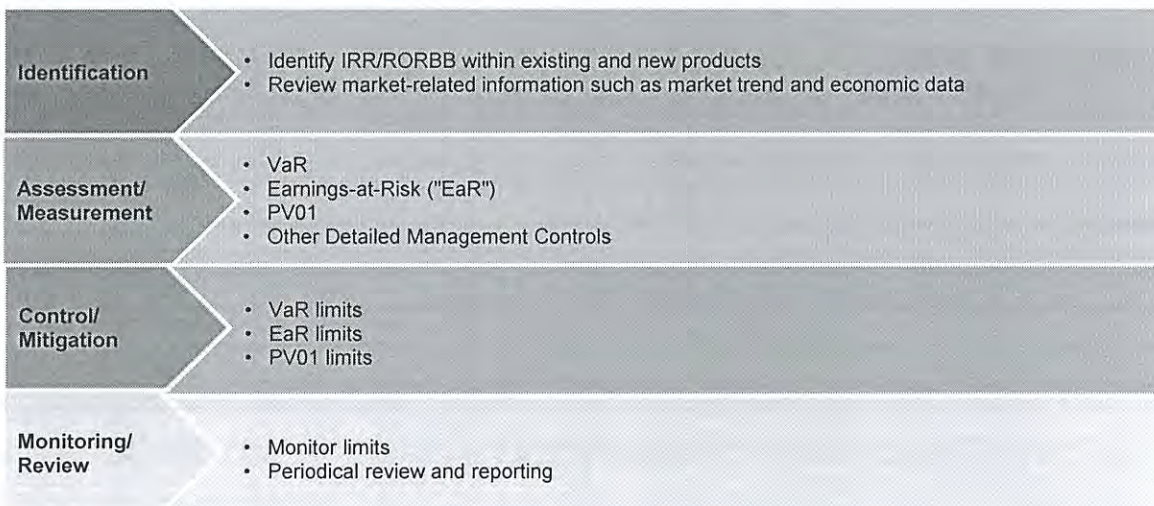 Identification
• Identify IRR/RORBB within existing and new products
• Review market-related information such as market trend and economic data
Assessment/
Measurement
• VaR
• Earnings-at-Risk ("EaR")
• PV01
• Other Detailed Management Controls
Control/
Mitigation
• VaR limits
• EaR limits
• PV01 limits
Monitoring/
Review
• Monitor limits
• Periodical review and reporting